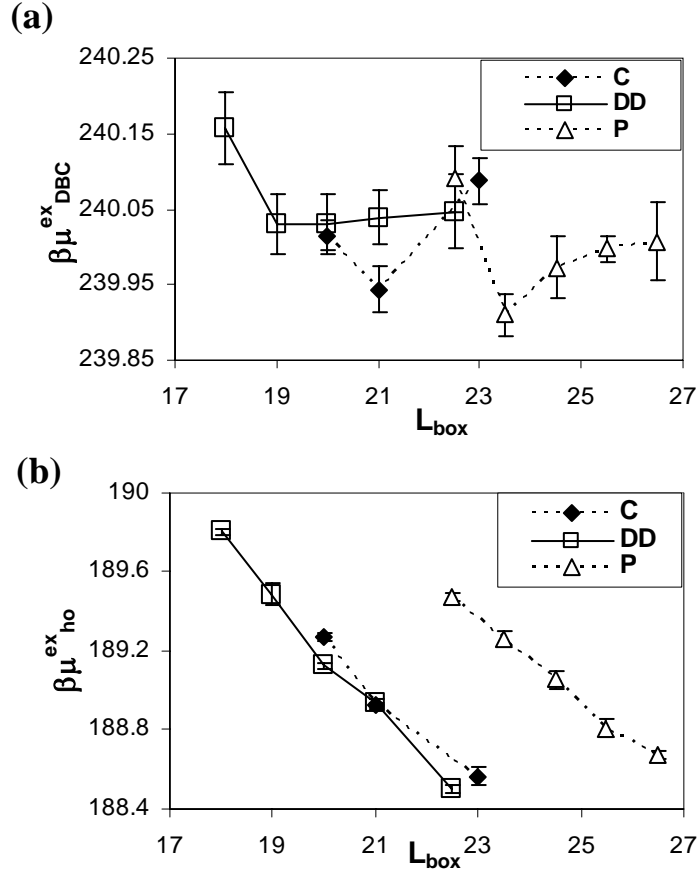 (a)
βμ^ex_DBC
240.25
240.15
240.05
239.95
239.85
17 19 21 23 25 27
L_box
C
DD
P
(b)
βμ^ex_ho
190
189.6
189.2
188.8
188.4
17 19 21 23 25 27
L_box
C
DD
P